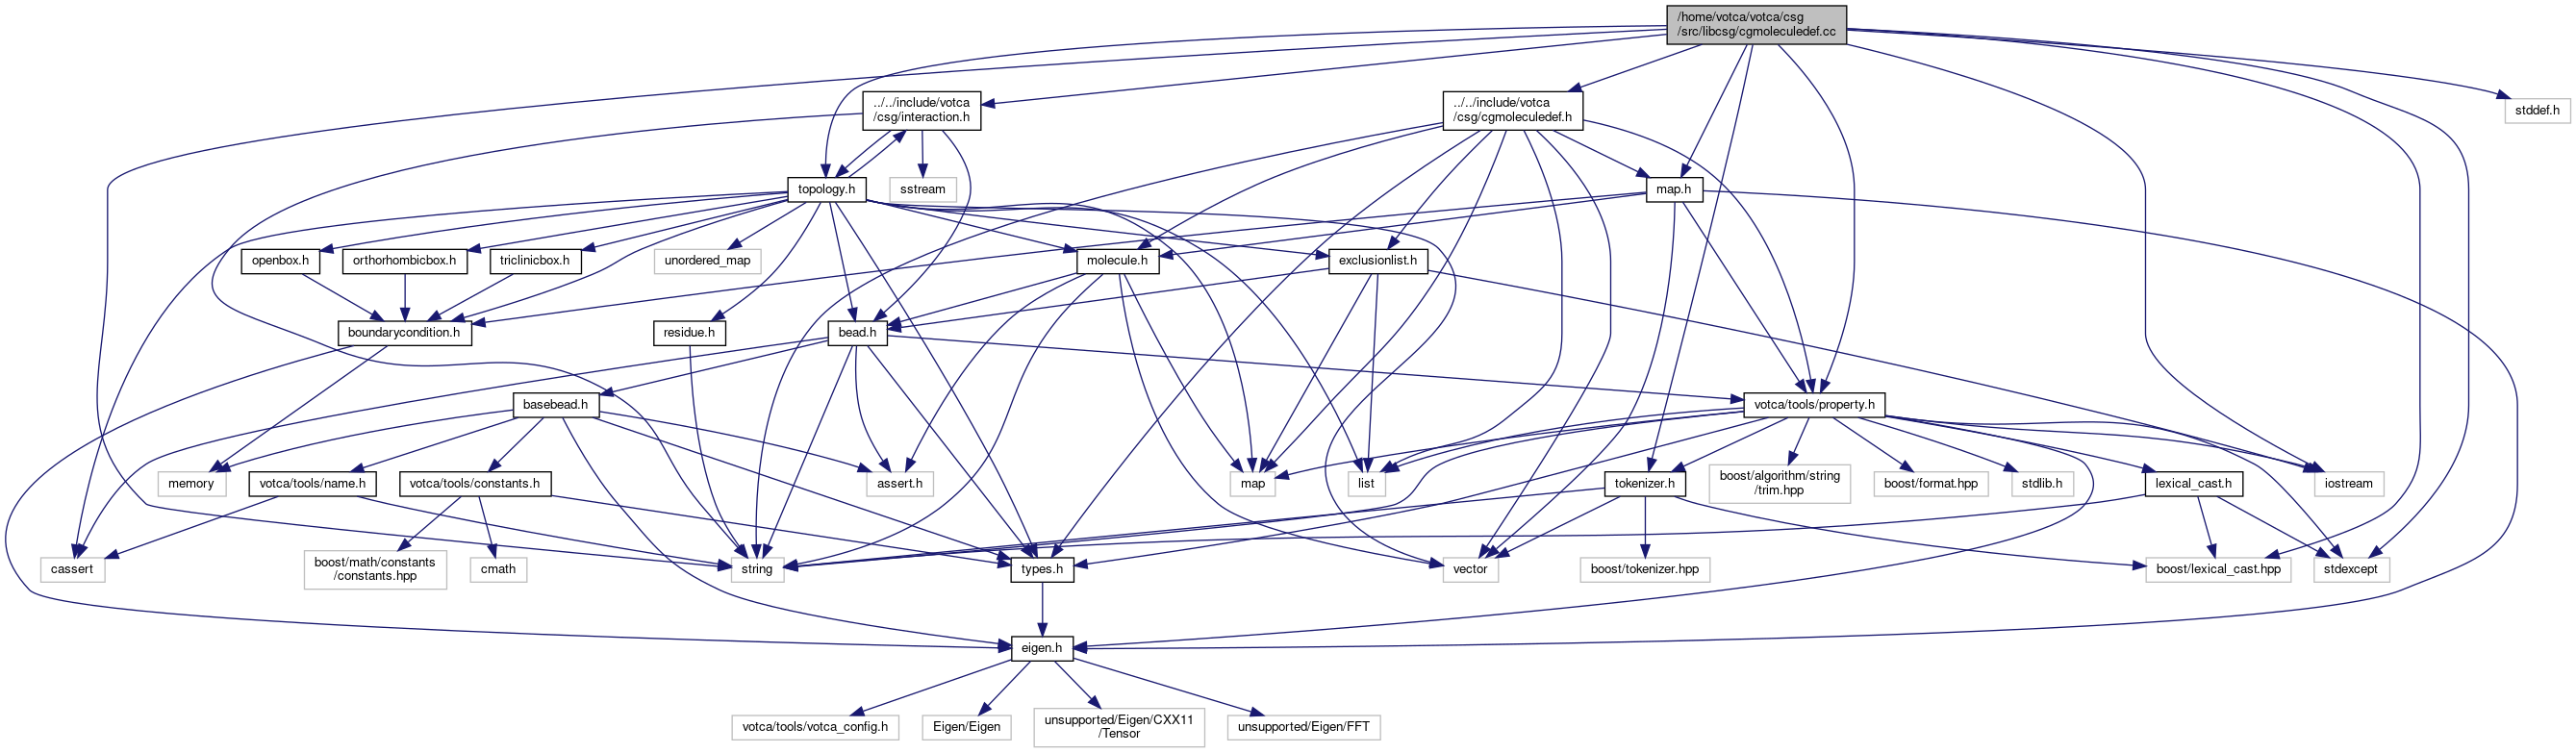 /home/votca/votca/csg
/src/libcsg/cgmoleculedef.cc
../../include/votca
/csg/interaction.h
../../include/votca
/csg/cgmoleculedef.h
stddef.h
topology.h
sstream
map.h
openbox.h
orthorhombicbox.h
triclinicbox.h
unordered_map
molecule.h
exclusionlist.h
boundarycondition.h
residue.h
bead.h
basebead.h
votca/tools/property.h
memory
votca/tools/name.h
votca/tools/constants.h
assert.h
map
list
tokenizer.h
boost/algorithm/string
/trim.hpp
boost/format.hpp
stdlib.h
lexical_cast.h
iostream
cassert
boost/math/constants
/constants.hpp
cmath
string
types.h
vector
boost/tokenizer.hpp
boost/lexical_cast.hpp
stdexcept
eigen.h
votca/tools/votca_config.h
Eigen/Eigen
unsupported/Eigen/CXX11
/Tensor
unsupported/Eigen/FFT